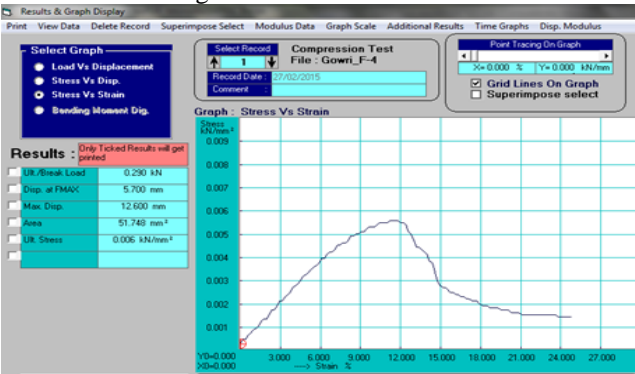 Results & Graph Display
Print View Data Delete Record Superimpose Select Modulus Data Graph Scale Additional Results Time Graphs Disp. Modulus
Select Graph
Load Vs Displacement
Stress Vs Disp.
Stress Vs Strain
Bending Moment Dig.
Select Record
1
Compression Test
File : Gowri_F-4
Record Date : 27/02/2015
Comment :
Point Tracing On Graph
X= 0.000 % Y= 0.000 kN/mm
Grid Lines On Graph
Superimpose select
Results : Only Ticked Results will get
printed
Ult./Break Load 0.290 kN
Disp. at FMAX 5.700 mm
Max. Disp. 12.600 mm
Area 51.748 mm²
Ult. Stress 0.006 kN/mm²
Graph : Stress Vs Strain
Stress
kN/mm²
0.009
0.008
0.007
0.006
0.005
0.004
0.003
0.002
0.001
Y0=0.000
X0=0.000
3.000 6.000 9.000 12.000 15.000 18.000 21.000 24.000 27.000
---> Strain %